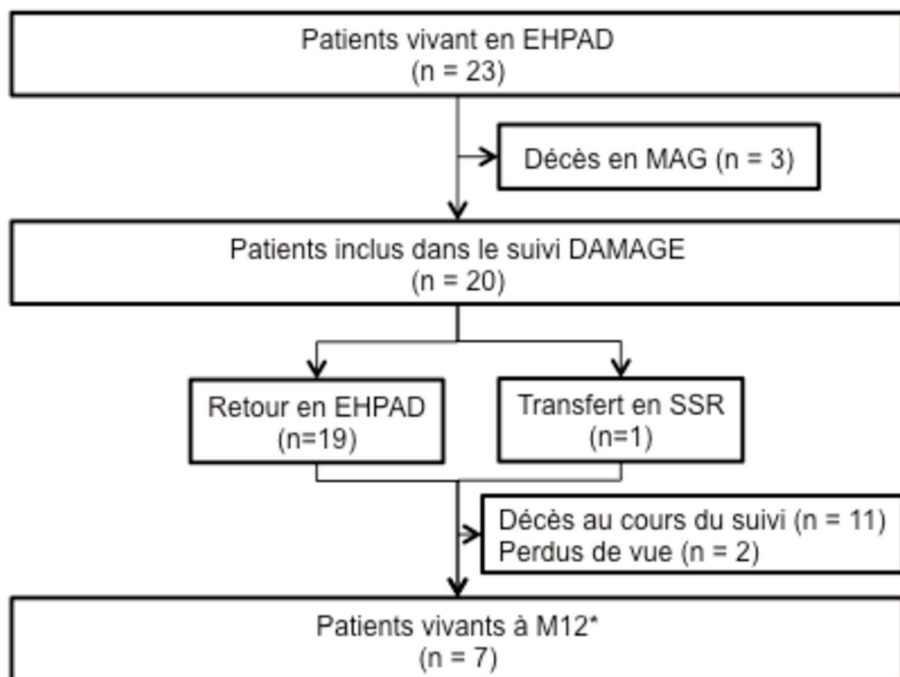 Patients vivant en EHPAD
(n = 23)
Décès en MAG (n = 3)
Patients inclus dans le suivi DAMAGE
(n = 20)
Retour en EHPAD
(n=19)
Transfert en SSR
(n=1)
Décès au cours du suivi (n = 11)
Perdus de vue (n = 2)
Patients vivants à M12*
(n = 7)